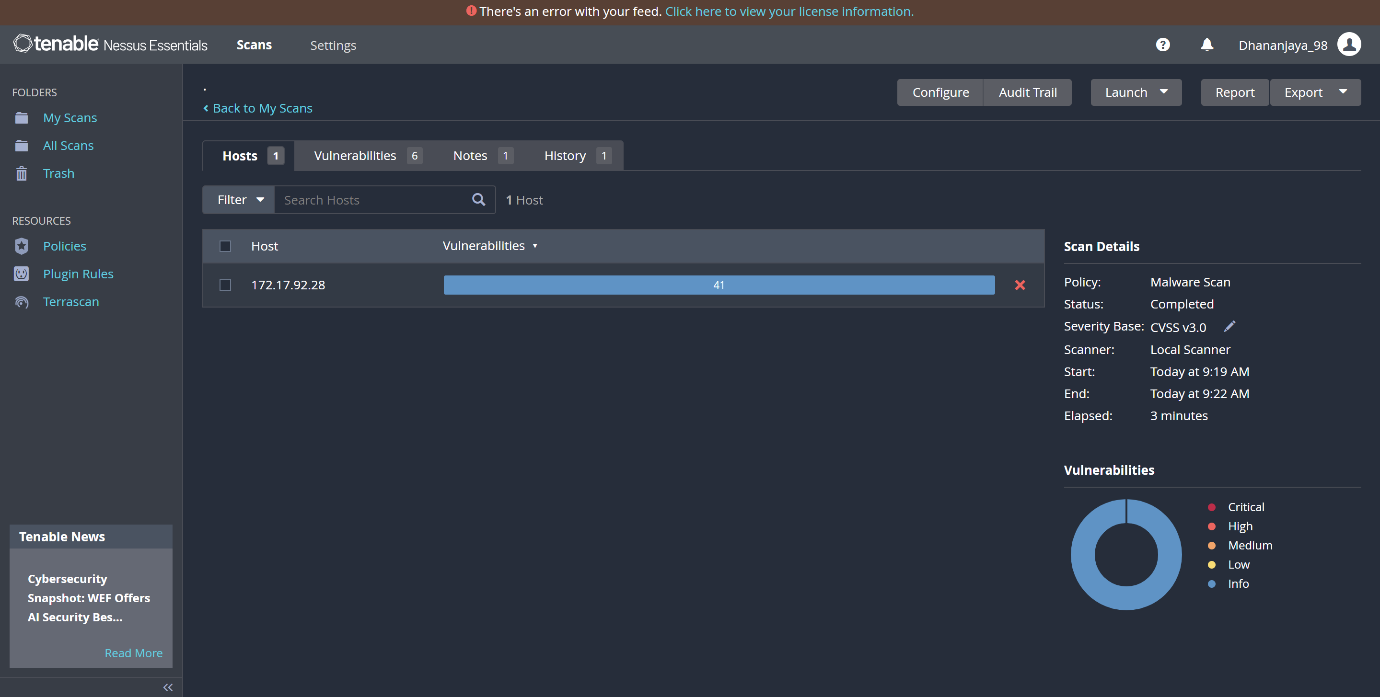 There's an error with your feed. Click here to view your license information.
tenable Nessus Essentials Scans Settings DhananJaya_98
FOLDERS
My Scans
All Scans
Trash
RESOURCES
Policies
Plugin Rules
Terrascan
Tenable News
Cybersecurity
Snapshot: WEF Offers
AI Security Bes...
Read More
.
Back to My Scans
Configure Audit Trail Launch Report Export
Hosts 1 Vulnerabilities 6 Notes 1 History 1
Filter Search Hosts 1 Host
Host Vulnerabilities
172.17.92.28 41
Scan Details
Policy: Malware Scan
Status: Completed
Severity Base: CVSS v3.0
Scanner: Local Scanner
Start: Today at 9:19 AM
End: Today at 9:22 AM
Elapsed: 3 minutes
Vulnerabilities
Critical
High
Medium
Low
Info